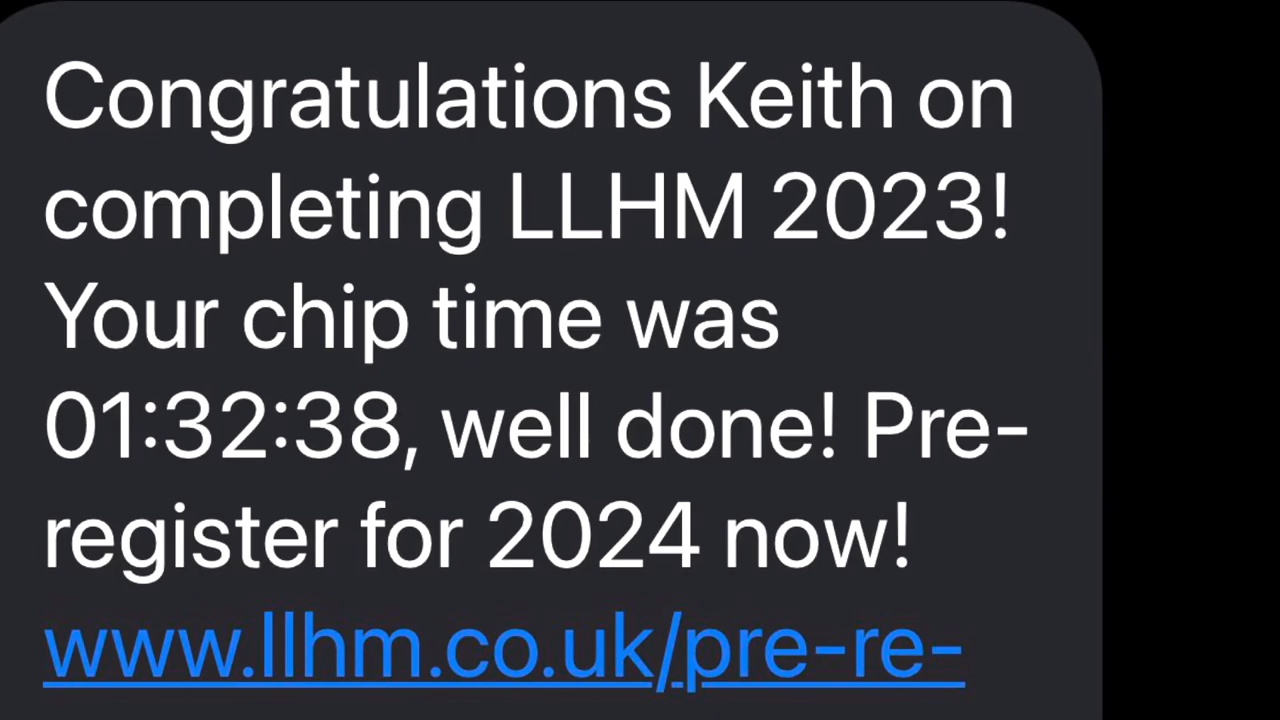 Congratulations Keith on
completing LLHM 2023!
Your chip time was
01:32:38, well done! Pre-
register for 2024 now!
www.llhm.co.uk/pre-re-